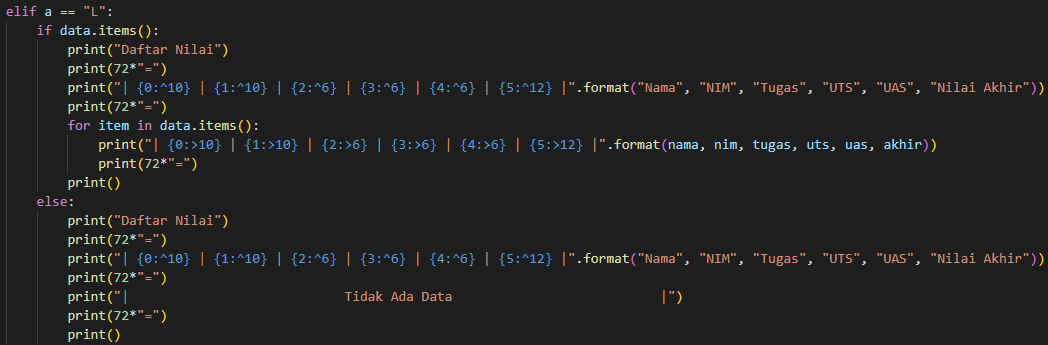 elif a == "L":
    if data.items():
        print("Daftar Nilai")
        print(72*"=")
        print("| {0:^10} | {1:^10} | {2:^6} | {3:^6} | {4:^6} | {5:^12} |".format("Nama", "NIM", "Tugas", "UTS", "UAS", "Nilai Akhir"))
        print(72*"=")
        for item in data.items():
            print("| {0:>10} | {1:>10} | {2:>6} | {3:>6} | {4:>6} | {5:>12} |".format(nama, nim, tugas, uts, uas, akhir))
            print(72*"=")
        print()
    else:
        print("Daftar Nilai")
        print(72*"=")
        print("| {0:^10} | {1:^10} | {2:^6} | {3:^6} | {4:^6} | {5:^12} |".format("Nama", "NIM", "Tugas", "UTS", "UAS", "Nilai Akhir"))
        print(72*"=")
        print("|                            Tidak Ada Data                           |")
        print(72*"=")
        print()